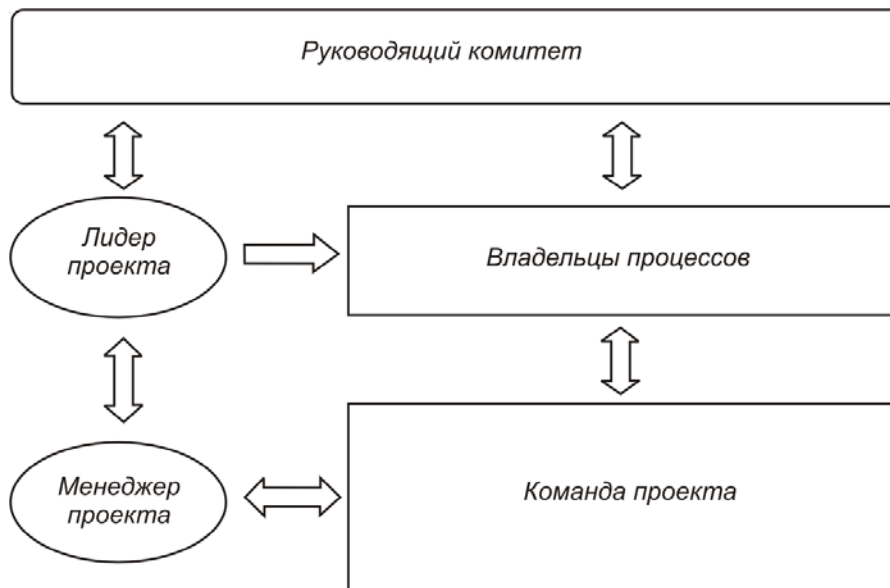 Руководящий комитет
Лидер
проекта
Владельцы процессов
Менеджер
проекта
Команда проекта